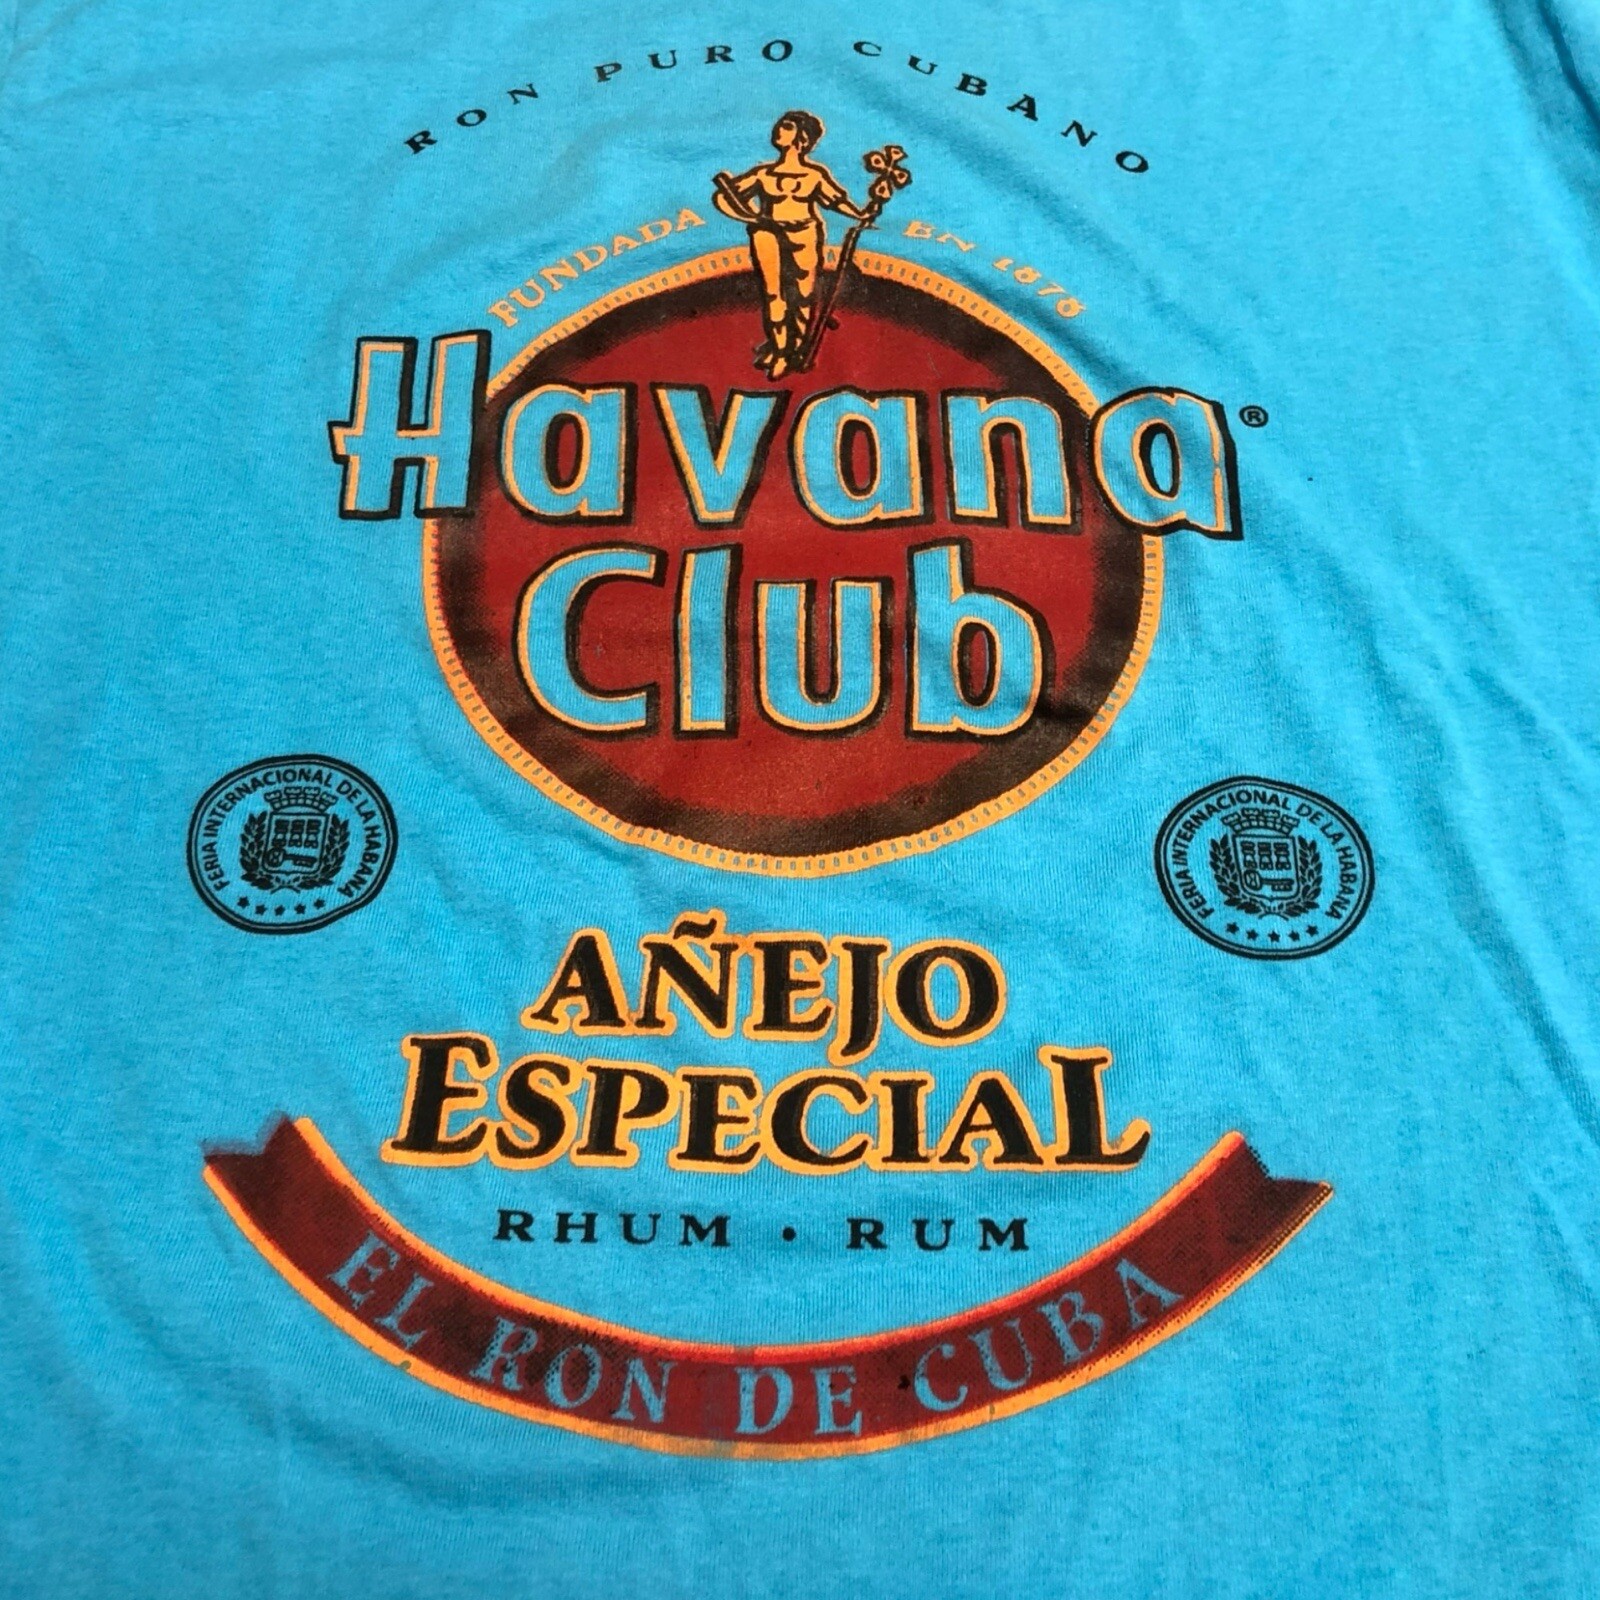 RON PURO CUBANO
FUNDADA EN 1878
Havana®
Club
FERIA INTERNACIONAL DE LA HABANA
FERIA INTERNACIONAL DE LA HABANA
AÑEJO
ESPECIAL
RHUM • RUM
EL RON DE CUBA